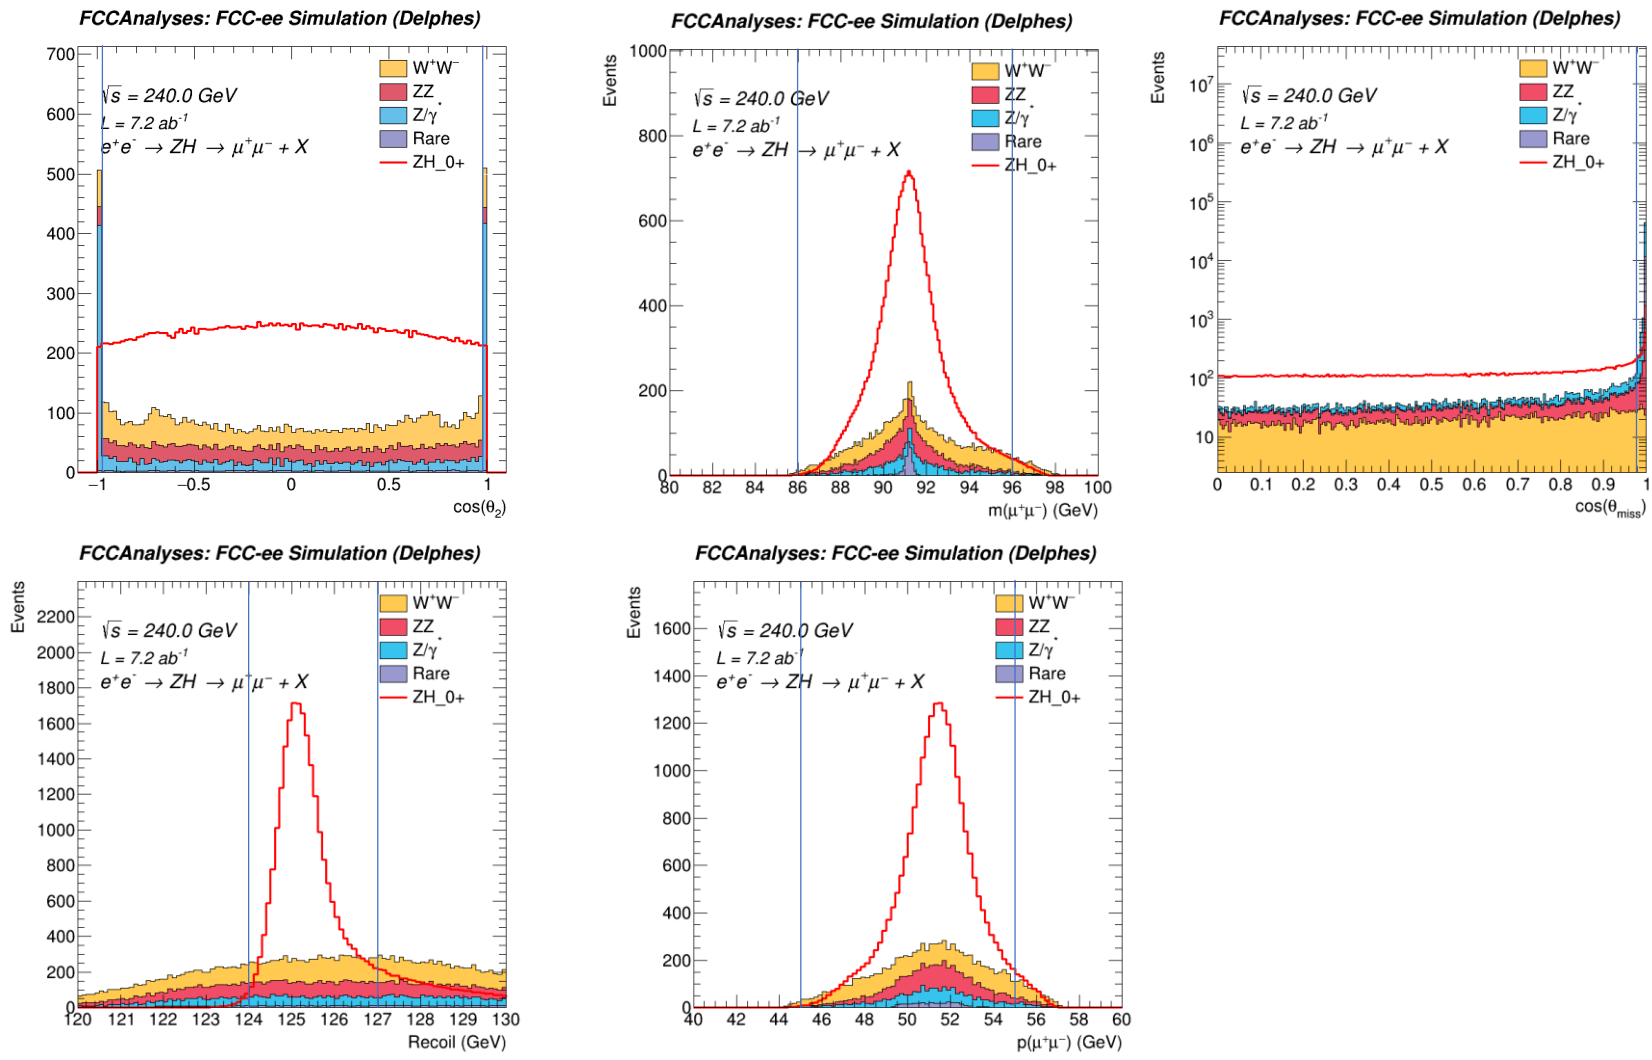 FCCAnalyses: FCC-ee Simulation (Delphes)
700
600
500
400
300
200
100
0
√s = 240.0 GeV
L = 7.2 ab⁻¹
e⁺e⁻ → ZH → μ⁺μ⁻ + X
W⁺W⁻
ZZ
Z/γ*
Rare
ZH_0+
−1 −0.5 0 0.5 1
cos(θ₂)
FCCAnalyses: FCC-ee Simulation (Delphes)
Events
1000
800
600
400
200
0
√s = 240.0 GeV
L = 7.2 ab⁻¹
e⁺e⁻ → ZH → μ⁺μ⁻ + X
W⁺W⁻
ZZ
Z/γ*
Rare
ZH_0+
80 82 84 86 88 90 92 94 96 98 100
m(μ⁺μ⁻) (GeV)
FCCAnalyses: FCC-ee Simulation (Delphes)
Events
10⁷
10⁶
10⁵
10⁴
10³
10²
10
√s = 240.0 GeV
L = 7.2 ab⁻¹
e⁺e⁻ → ZH → μ⁺μ⁻ + X
W⁺W⁻
ZZ
Z/γ*
Rare
ZH_0+
0 0.1 0.2 0.3 0.4 0.5 0.6 0.7 0.8 0.9 1
cos(θmiss)
FCCAnalyses: FCC-ee Simulation (Delphes)
Events
2200
2000
1800
1600
1400
1200
1000
800
600
400
200
0
√s = 240.0 GeV
L = 7.2 ab⁻¹
e⁺e⁻ → ZH → μ⁺μ⁻ + X
W⁺W⁻
ZZ
Z/γ*
Rare
ZH_0+
120 121 122 123 124 125 126 127 128 129 130
Recoil (GeV)
FCCAnalyses: FCC-ee Simulation (Delphes)
Events
1600
1400
1200
1000
800
600
400
200
0
√s = 240.0 GeV
L = 7.2 ab⁻¹
e⁺e⁻ → ZH → μ⁺μ⁻ + X
W⁺W⁻
ZZ
Z/γ*
Rare
ZH_0+
40 42 44 46 48 50 52 54 56 58 60
p(μ⁺μ⁻) (GeV)